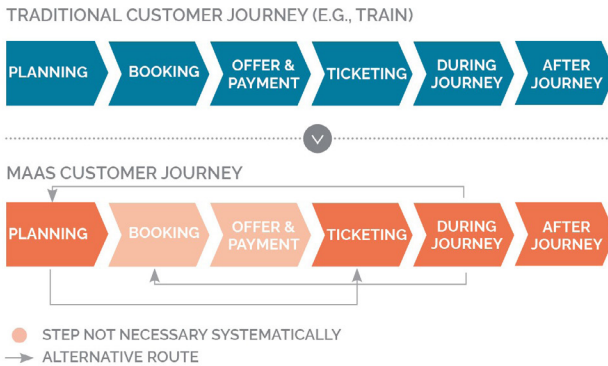 TRADITIONAL CUSTOMER JOURNEY (E.G., TRAIN)
PLANNING
BOOKING
OFFER &
PAYMENT
TICKETING
DURING
JOURNEY
AFTER
JOURNEY
MAAS CUSTOMER JOURNEY
PLANNING
BOOKING
OFFER &
PAYMENT
TICKETING
DURING
JOURNEY
AFTER
JOURNEY
STEP NOT NECESSARY SYSTEMATICALLY
ALTERNATIVE ROUTE